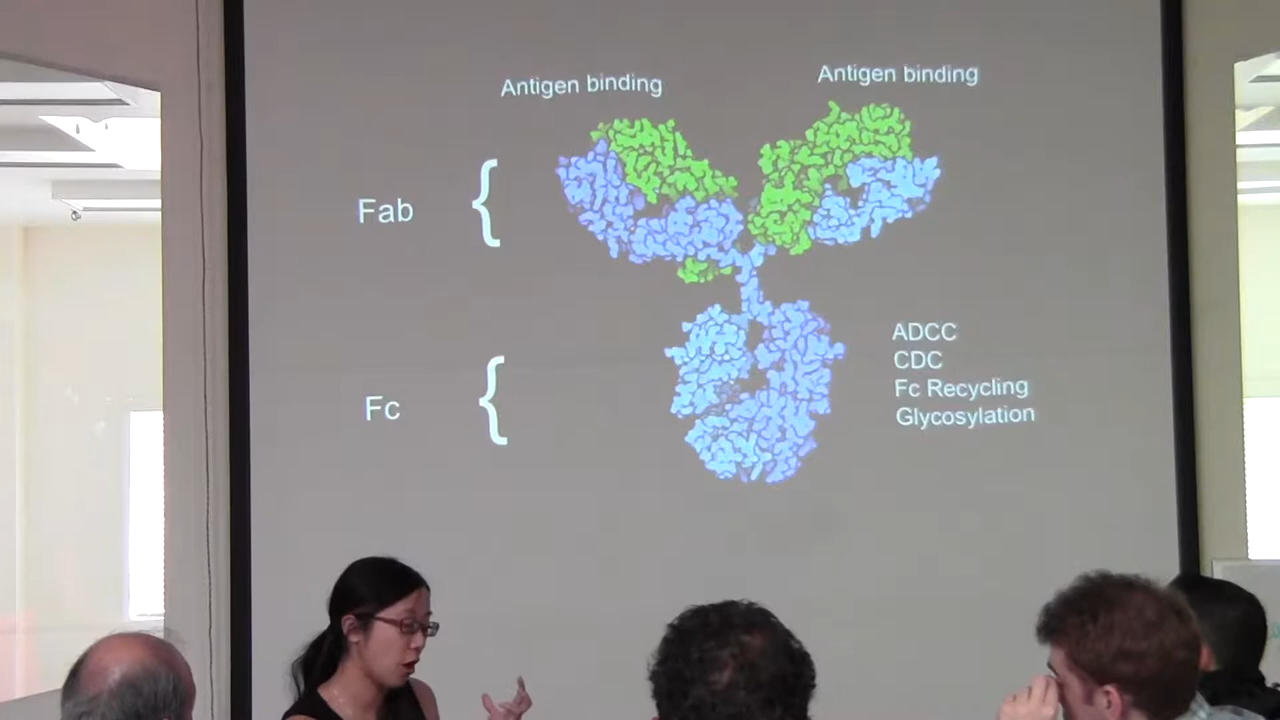 Antigen binding
Antigen binding
Fab
Fc
ADCC
CDC
Fc Recycling
Glycosylation